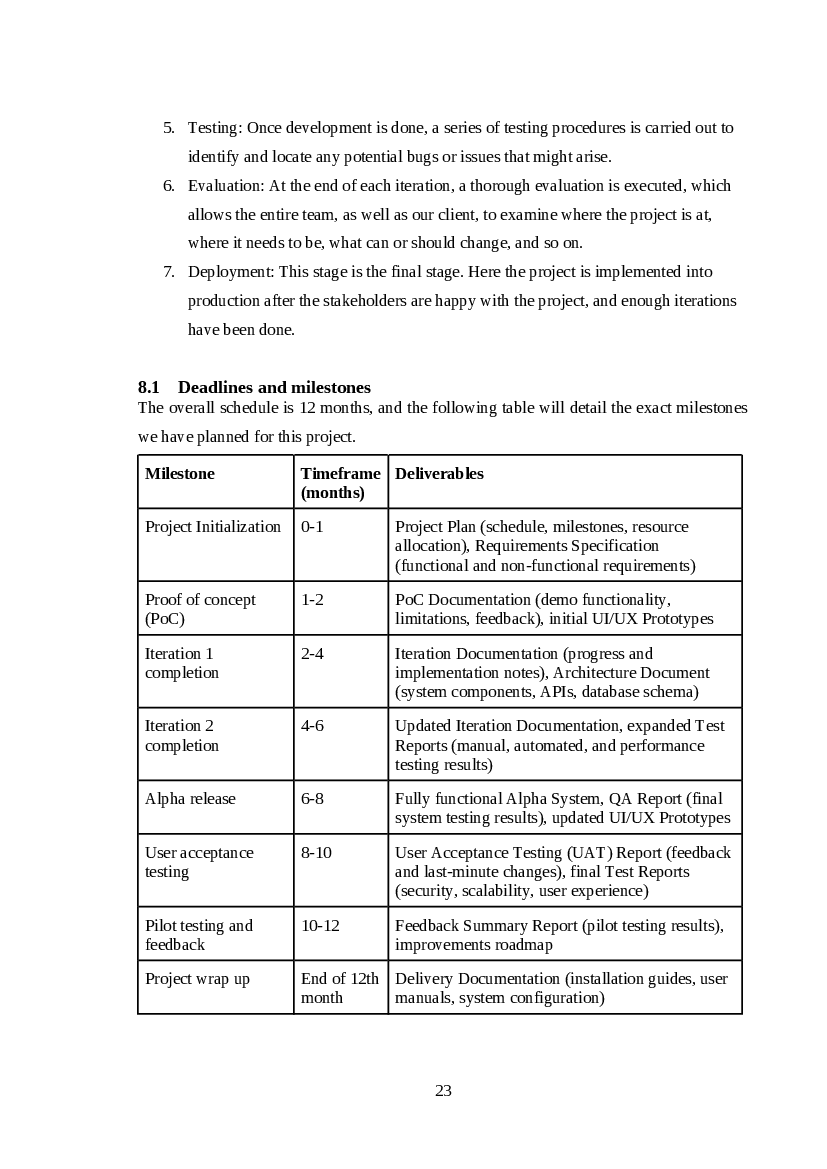 5. Testing: Once development is done, a series of testing procedures is carried out to
identify and locate any potential bugs or issues that might arise.
6. Evaluation: At the end of each iteration, a thorough evaluation is executed, which
allows the entire team, as well as our client, to examine where the project is at,
where it needs to be, what can or should change, and so on.
7. Deployment: This stage is the final stage. Here the project is implemented into
production after the stakeholders are happy with the project, and enough iterations
have been done.
8.1 Deadlines and milestones
The overall schedule is 12 months, and the following table will detail the exact milestones
we have planned for this project.
Milestone Timeframe (months) Deliverables
Project Initialization 0-1 Project Plan (schedule, milestones, resource
allocation), Requirements Specification
(functional and non-functional requirements)
Proof of concept (PoC) 1-2 PoC Documentation (demo functionality,
limitations, feedback), initial UI/UX Prototypes
Iteration 1 completion 2-4 Iteration Documentation (progress and
implementation notes), Architecture Document
(system components, APIs, database schema)
Iteration 2 completion 4-6 Updated Iteration Documentation, expanded Test
Reports (manual, automated, and performance
testing results)
Alpha release 6-8 Fully functional Alpha System, QA Report (final
system testing results), updated UI/UX Prototypes
User acceptance testing 8-10 User Acceptance Testing (UAT) Report (feedback
and last-minute changes), final Test Reports
(security, scalability, user experience)
Pilot testing and feedback 10-12 Feedback Summary Report (pilot testing results),
improvements roadmap
Project wrap up End of 12th month Delivery Documentation (installation guides, user
manuals, system configuration)
23